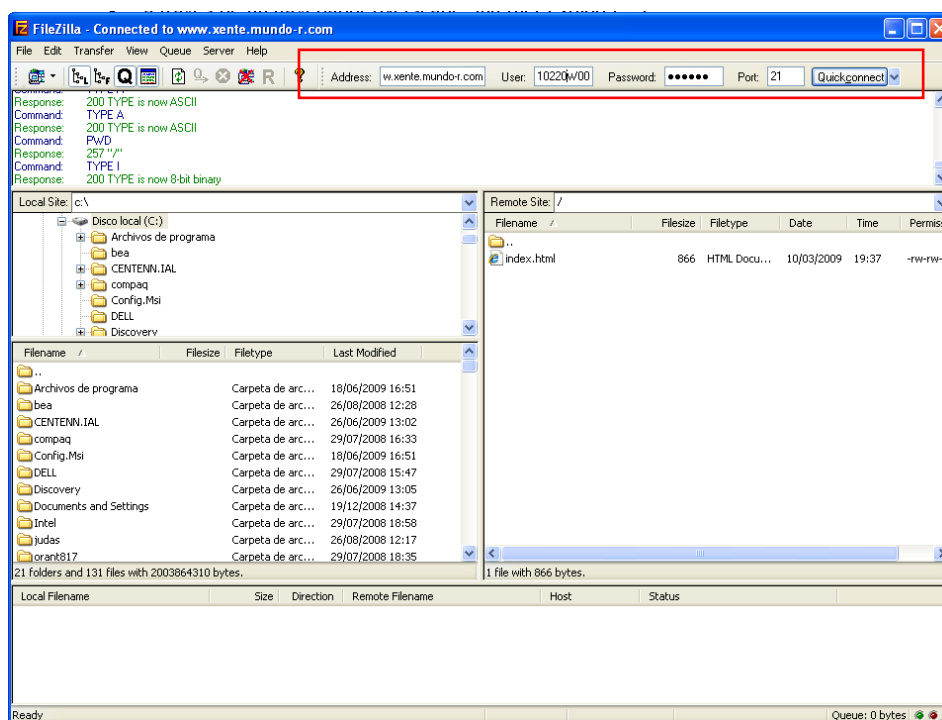 FileZilla - Connected to www.xente.mundo-r.com
File Edit Transfer View Queue Server Help
Address: w.xente.mundo-r.com User: 10220w00 Password: ●●●●●● Port: 21 Quickconnect
Response: 200 TYPE is now ASCII
Command: TYPE A
Response: 200 TYPE is now ASCII
Command: PWD
Response: 257 "/"
Command: TYPE I
Response: 200 TYPE is now 8-bit binary
Local Site: c:\
Disco local (C:)
Archivos de programa
bea
CENTENN.IAL
compaq
Config.Msi
DELL
Discovery
Filename Filesize Filetype Last Modified
..
Archivos de programa Carpeta de arc... 18/06/2009 16:51
bea Carpeta de arc... 26/08/2008 12:28
CENTENN.IAL Carpeta de arc... 26/06/2009 13:02
compaq Carpeta de arc... 29/07/2008 16:33
Config.Msi Carpeta de arc... 18/06/2009 16:51
DELL Carpeta de arc... 29/07/2008 15:47
Discovery Carpeta de arc... 26/06/2009 13:05
Documents and Settings Carpeta de arc... 19/12/2008 14:37
Intel Carpeta de arc... 29/07/2008 18:58
judas Carpeta de arc... 26/08/2008 12:17
orant817 Carpeta de arc... 29/07/2008 18:35
21 folders and 131 files with 2003864310 bytes.
Remote Site: /
Filename Filesize Filetype Date Time Permis
..
index.html 866 HTML Docu... 10/03/2009 19:37 -rw-rw-
1 file with 866 bytes.
Local Filename Size Direction Remote Filename Host Status
Ready Queue: 0 bytes